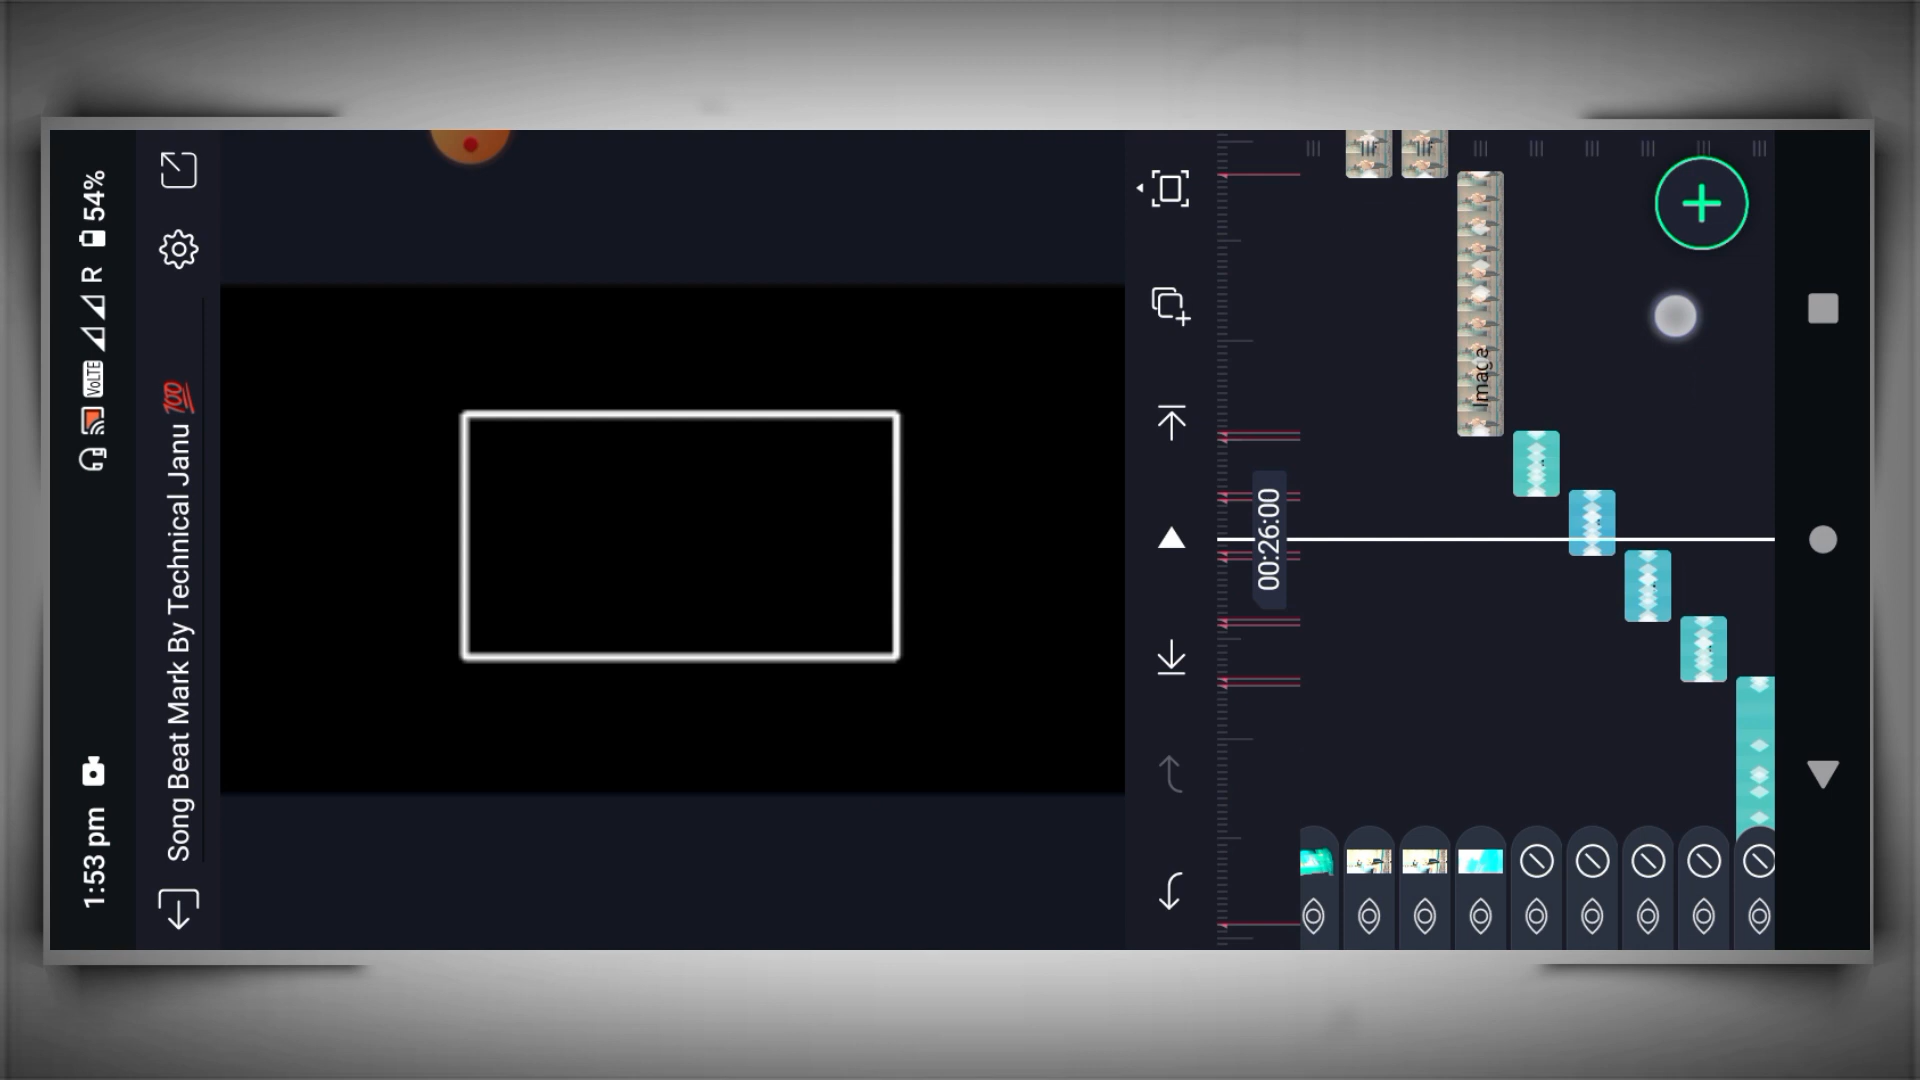 1:53 pm
VoLTE
R
54%
Song Beat Mark By Technical Janu 💯
00:26:00
Image